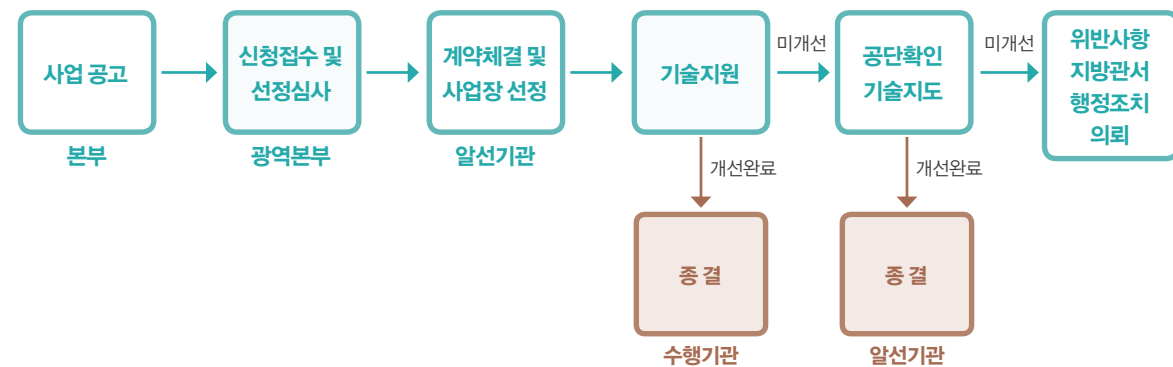 사업 공고
본부
신청접수 및
선정심사
광역본부
계약체결 및
사업장 선정
알선기관
기술지원
미개선
공단확인
기술지도
미개선
위반사항
지방관서
행정조치
의뢰
개선완료
종 결
수행기관
개선완료
종 결
알선기관